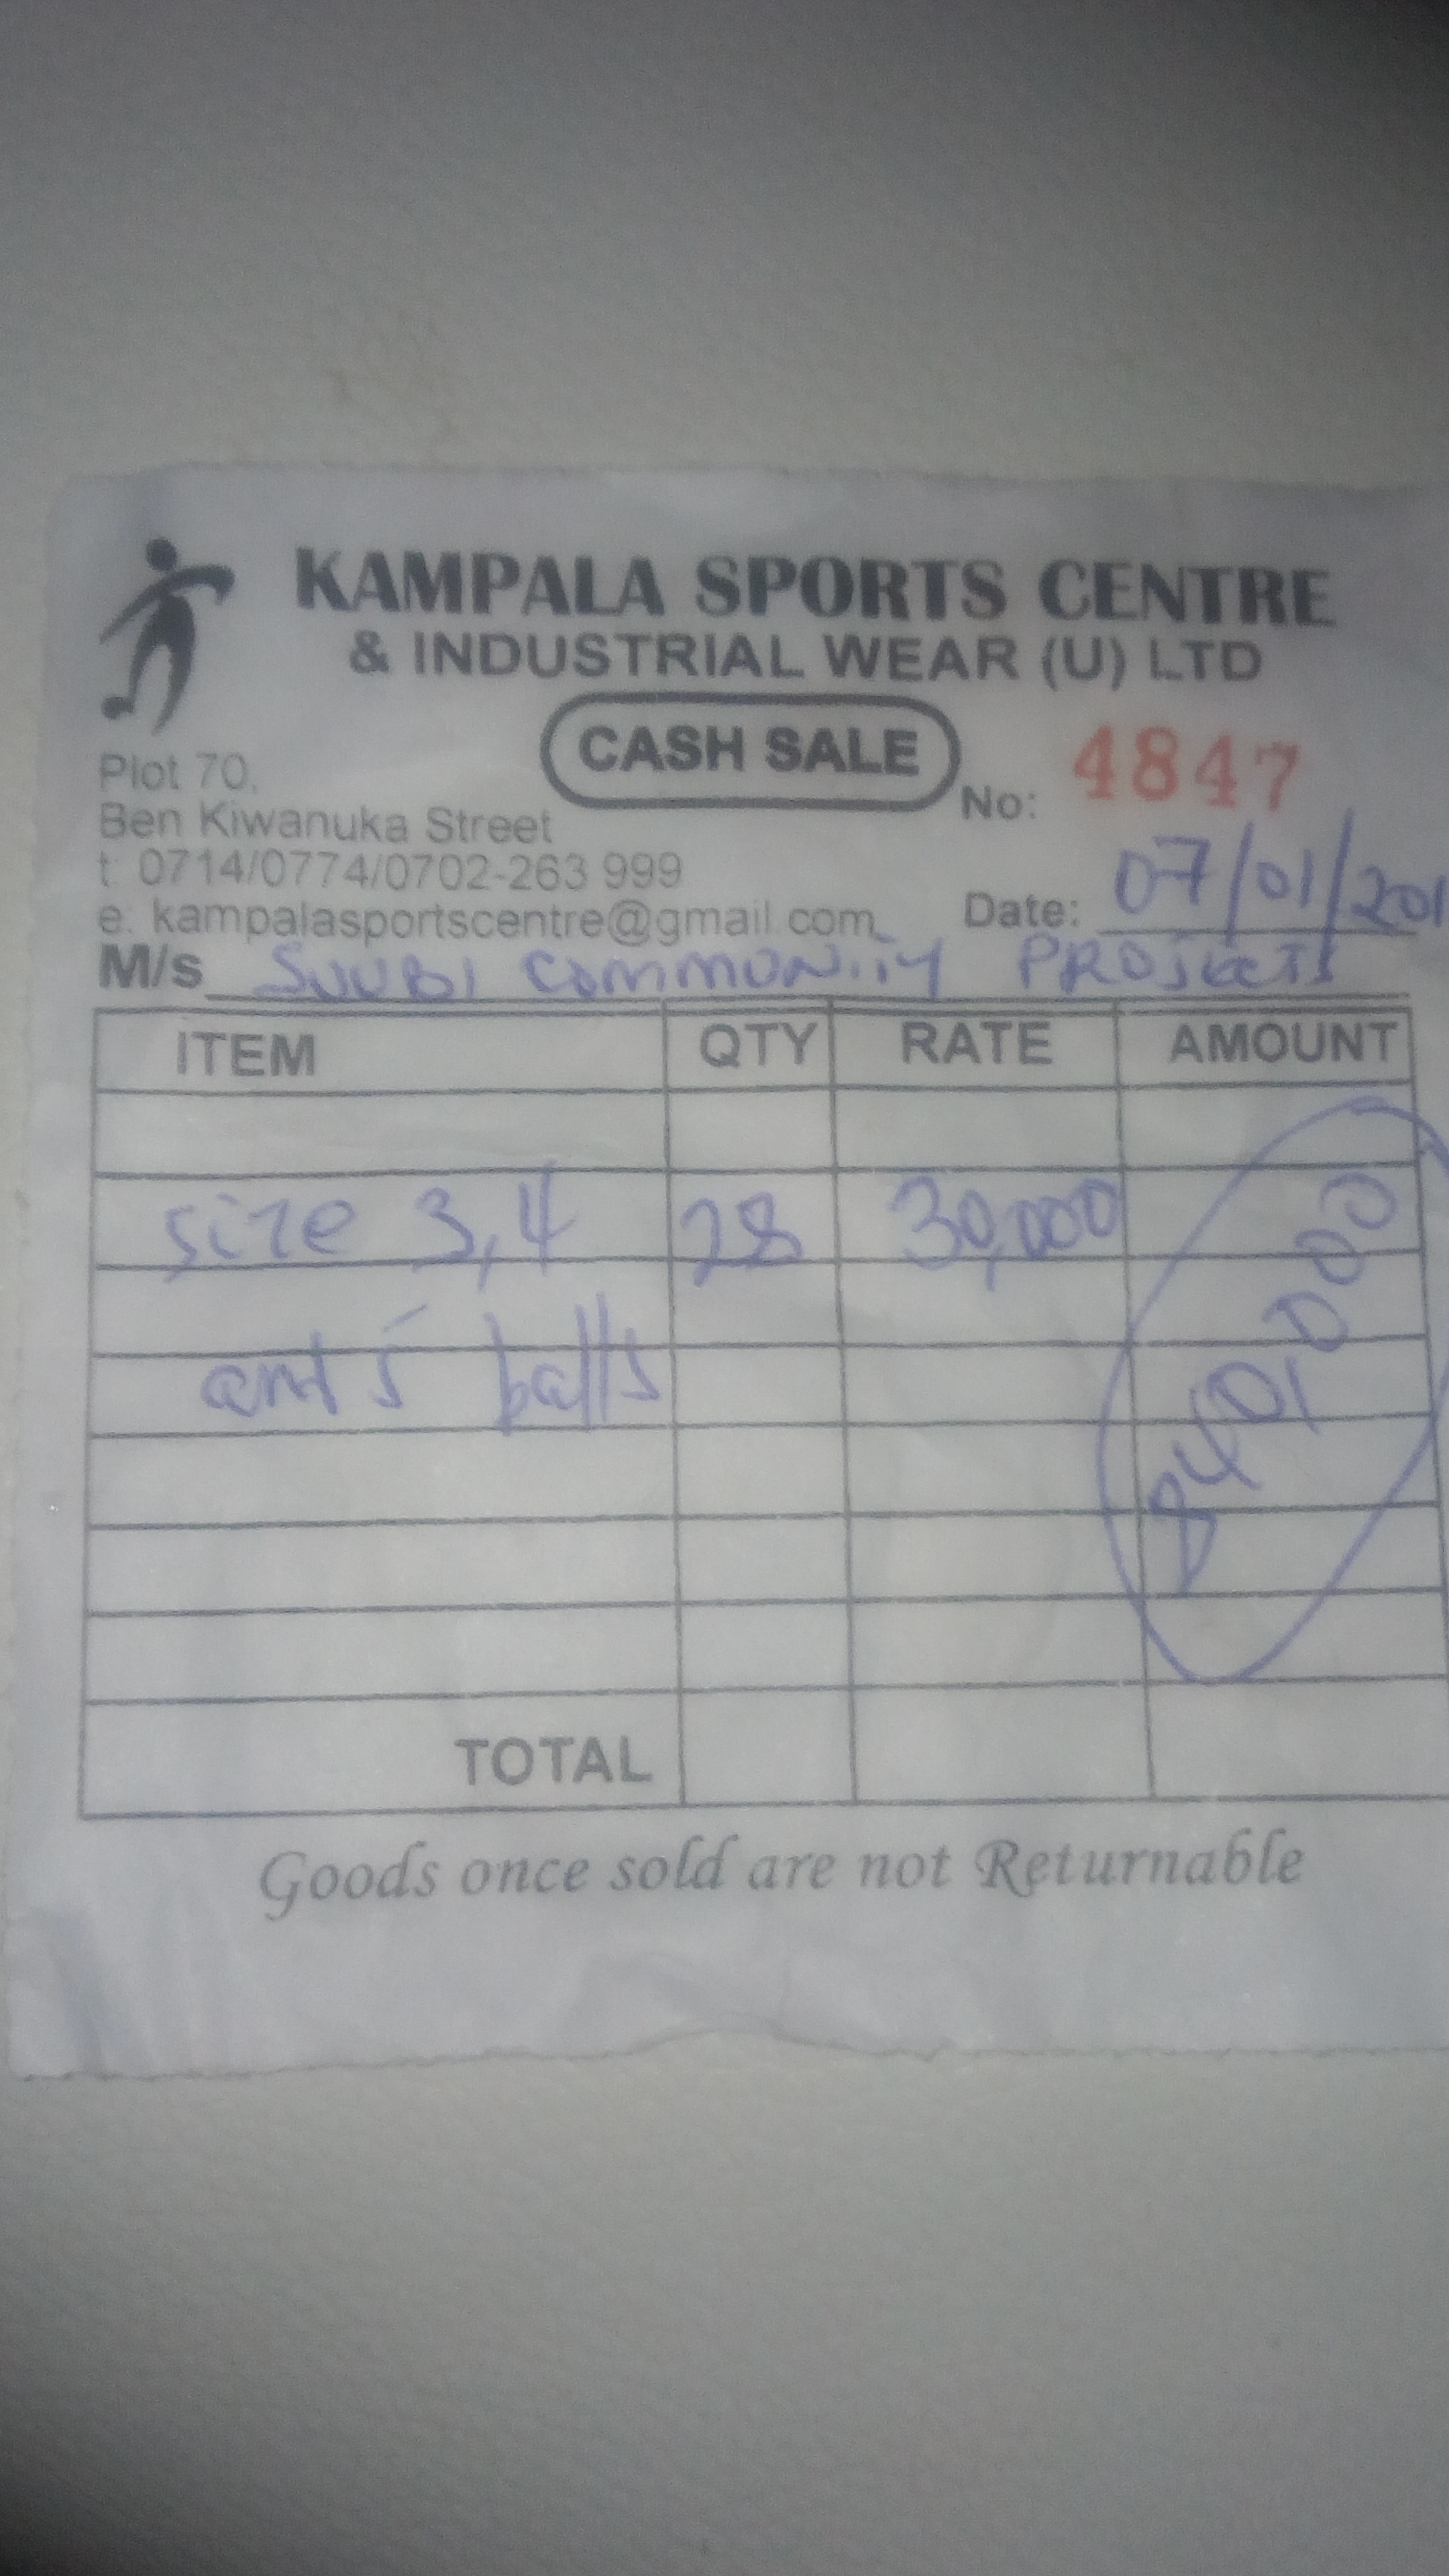 KAMPALA SPORTS CENTRE
& INDUSTRIAL WEAR (U) LTD
CASH SALE
No: 4847
Plot 70,
Ben Kiwanuka Street
t: 0714/0774/0702-263 999
e: kampalasportscentre@gmail.com
Date: 07/01/201
M/s SUUBI COMMUNITY PROJECTS
ITEM QTY RATE AMOUNT
size 3,4 28 30,000
and 5 balls
840,000
TOTAL
Goods once sold are not Returnable